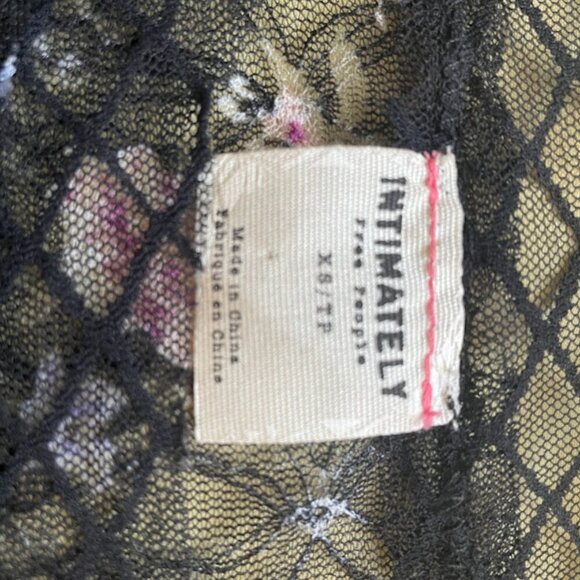 INTIMATELY
Free People
XS/TP
Made in China
Fabriqué en Chine